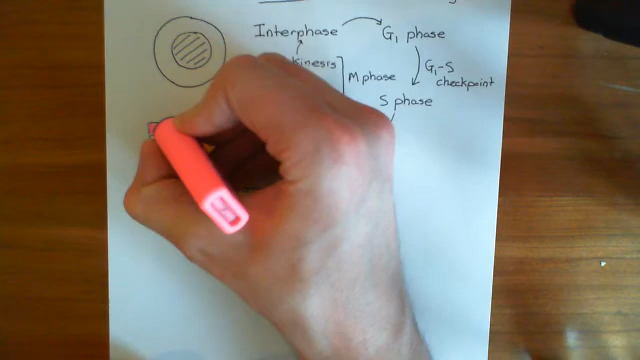 Interphase
G₁ phase
kinesis
M phase
G₁-S
checkpoint
S phase